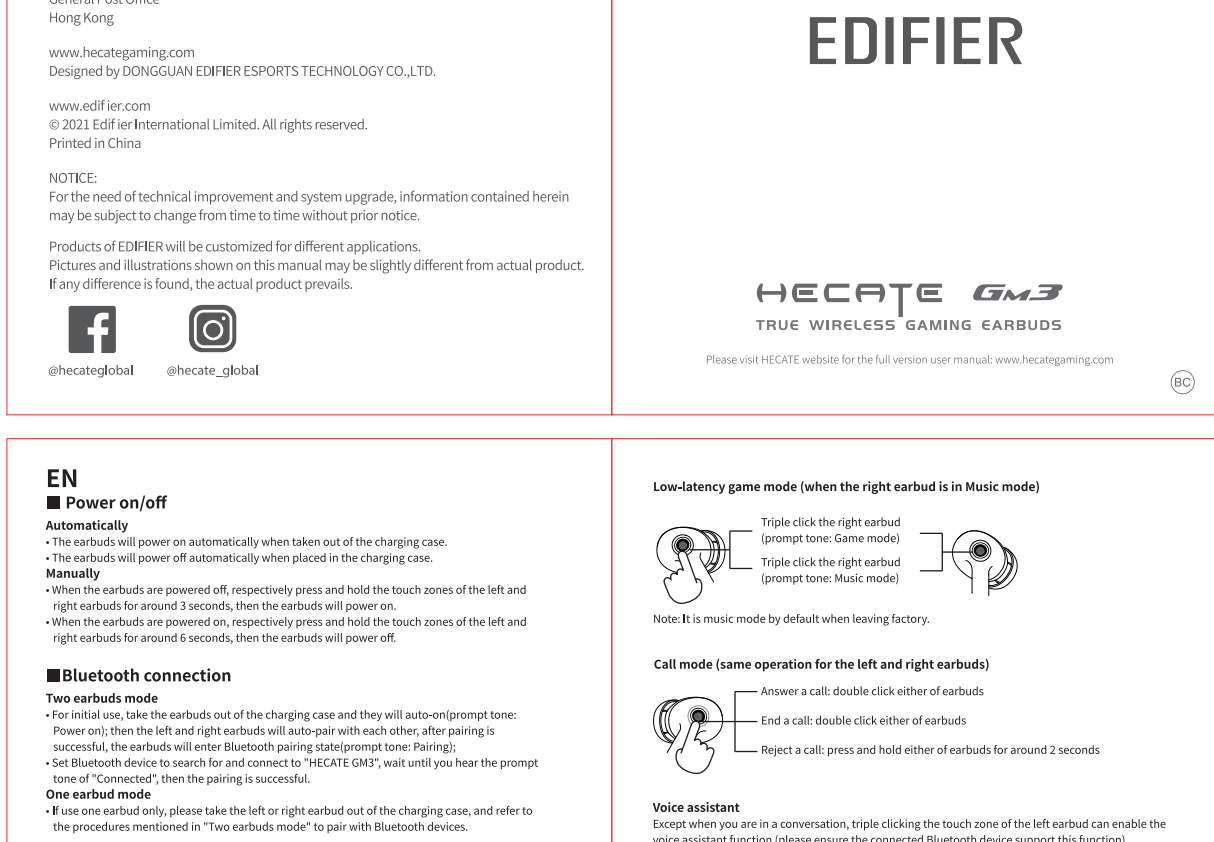 General Post Office
Hong Kong
www.hecategaming.com
Designed by DONGGUAN EDIFIER ESPORTS TECHNOLOGY CO.,LTD.
www.edifier.com
© 2021 Edifier International Limited. All rights reserved.
Printed in China
NOTICE:
For the need of technical improvement and system upgrade, information contained herein
may be subject to change from time to time without prior notice.
Products of EDIFIER will be customized for different applications.
Pictures and illustrations shown on this manual may be slightly different from actual product.
If any difference is found, the actual product prevails.
@hecateglobal
@hecate_global
EDIFIER
HECATE GM3
TRUE WIRELESS GAMING EARBUDS
Please visit HECATE website for the full version user manual: www.hecategaming.com
BC
EN
■ Power on/off
Automatically
• The earbuds will power on automatically when taken out of the charging case.
• The earbuds will power off automatically when placed in the charging case.
Manually
• When the earbuds are powered off, respectively press and hold the touch zones of the left and
right earbuds for around 3 seconds, then the earbuds will power on.
• When the earbuds are powered on, respectively press and hold the touch zones of the left and
right earbuds for around 6 seconds, then the earbuds will power off.
■Bluetooth connection
Two earbuds mode
• For initial use, take the earbuds out of the charging case and they will auto-on(prompt tone:
Power on); then the left and right earbuds will auto-pair with each other, after pairing is
successful, the earbuds will enter Bluetooth pairing state(prompt tone: Pairing);
• Set Bluetooth device to search for and connect to "HECATE GM3", wait until you hear the prompt
tone of "Connected", then the pairing is successful.
One earbud mode
• If use one earbud only, please take the left or right earbud out of the charging case, and refer to
the procedures mentioned in "Two earbuds mode" to pair with Bluetooth devices.
Low-latency game mode (when the right earbud is in Music mode)
Triple click the right earbud
(prompt tone: Game mode)
Triple click the right earbud
(prompt tone: Music mode)
Note: It is music mode by default when leaving factory.
Call mode (same operation for the left and right earbuds)
Answer a call: double click either of earbuds
End a call: double click either of earbuds
Reject a call: press and hold either of earbuds for around 2 seconds
Voice assistant
Except when you are in a conversation, triple clicking the touch zone of the left earbud can enable the
voice assistant function (please ensure the connected Bluetooth device support this function)